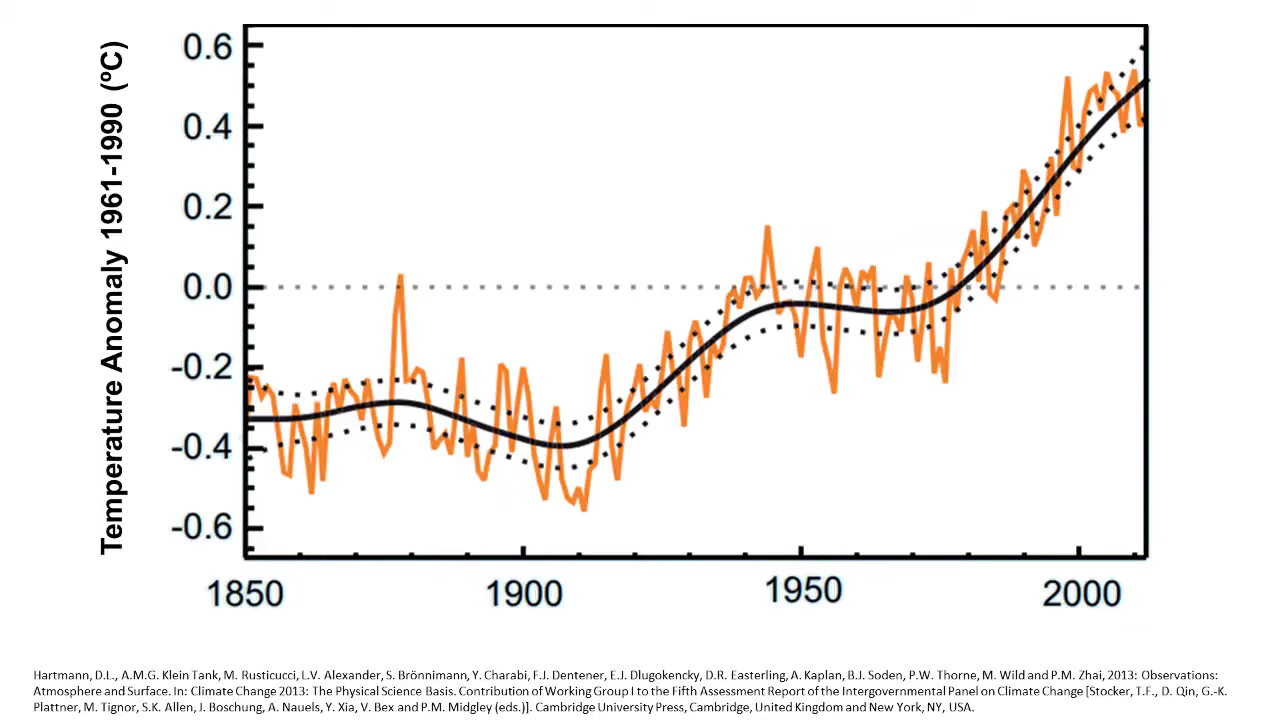 Temperature Anomaly 1961-1990 (ºC)
0.6
0.4
0.2
0.0
-0.2
-0.4
-0.6
1850 1900 1950 2000
Hartmann, D.L., A.M.G. Klein Tank, M. Rusticucci, L.V. Alexander, S. Brönnimann, Y. Charabi, F.J. Dentener, E.J. Dlugokencky, D.R. Easterling, A. Kaplan, B.J. Soden, P.W. Thorne, M. Wild and P.M. Zhai, 2013: Observations:
Atmosphere and Surface. In: Climate Change 2013: The Physical Science Basis. Contribution of Working Group I to the Fifth Assessment Report of the Intergovernmental Panel on Climate Change [Stocker, T.F., D. Qin, G.-K.
Plattner, M. Tignor, S.K. Allen, J. Boschung, A. Nauels, Y. Xia, V. Bex and P.M. Midgley (eds.)]. Cambridge University Press, Cambridge, United Kingdom and New York, NY, USA.